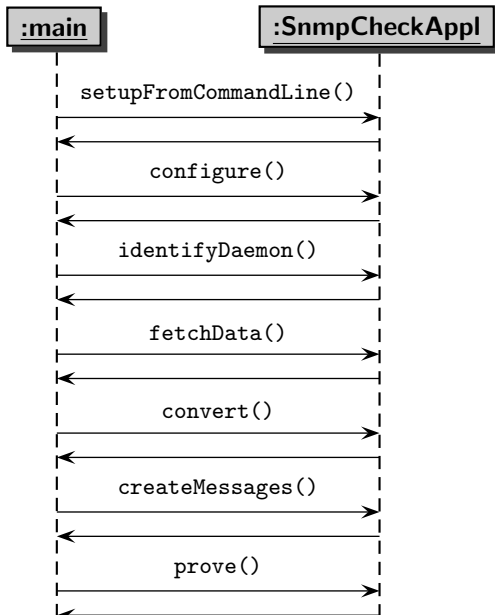 :main
:SnmpCheckAppl
setupFromCommandLine()
configure()
identifyDaemon()
fetchData()
convert()
createMessages()
prove()